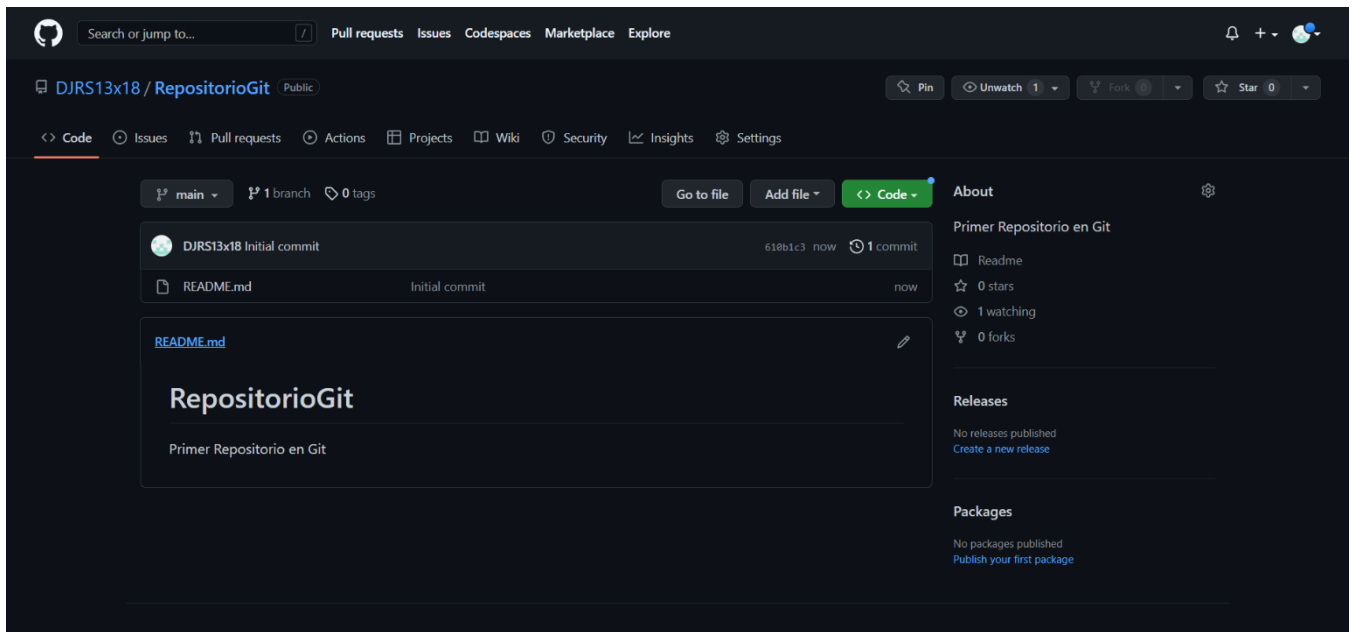 Search or jump to... / Pull requests Issues Codespaces Marketplace Explore
DJRS13x18 / RepositorioGit Public Pin Unwatch 1 Fork 0 Star 0
Code Issues Pull requests Actions Projects Wiki Security Insights Settings
main 1 branch 0 tags Go to file Add file Code
DJRS13x18 Initial commit 610b1c3 now 1 commit
README.md Initial commit now
README.md
RepositorioGit
Primer Repositorio en Git
About
Primer Repositorio en Git
Readme
0 stars
1 watching
0 forks
Releases
No releases published
Create a new release
Packages
No packages published
Publish your first package